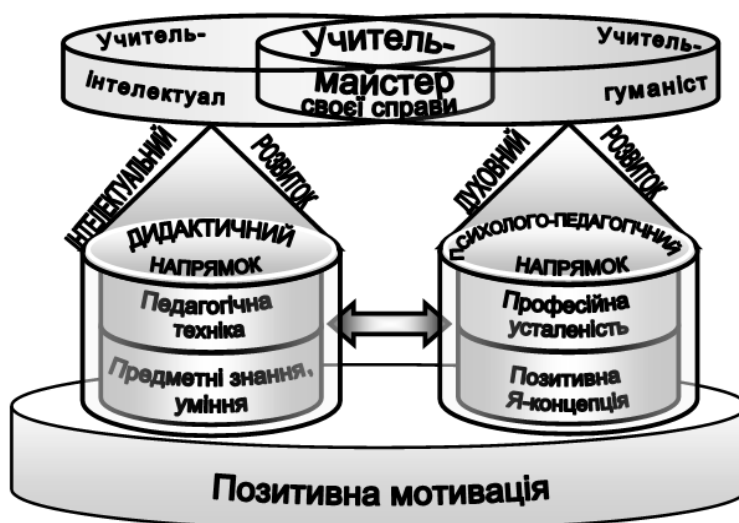 Учитель-
інтелектуал
Учитель-
майстер
своєї справи
Учитель-
гуманіст
ІНТЕЛЕКТУАЛЬНИЙ
РОЗВИТОК
ДУХОВНИЙ
РОЗВИТОК
ДИДАКТИЧНИЙ
НАПРЯМОК
Педагогічна
техніка
Предметні знання,
уміння
ПСИХОЛОГО-ПЕДАГОГІЧНИЙ
НАПРЯМОК
Професійна
усталеність
Позитивна
Я-концепція
Позитивна мотивація